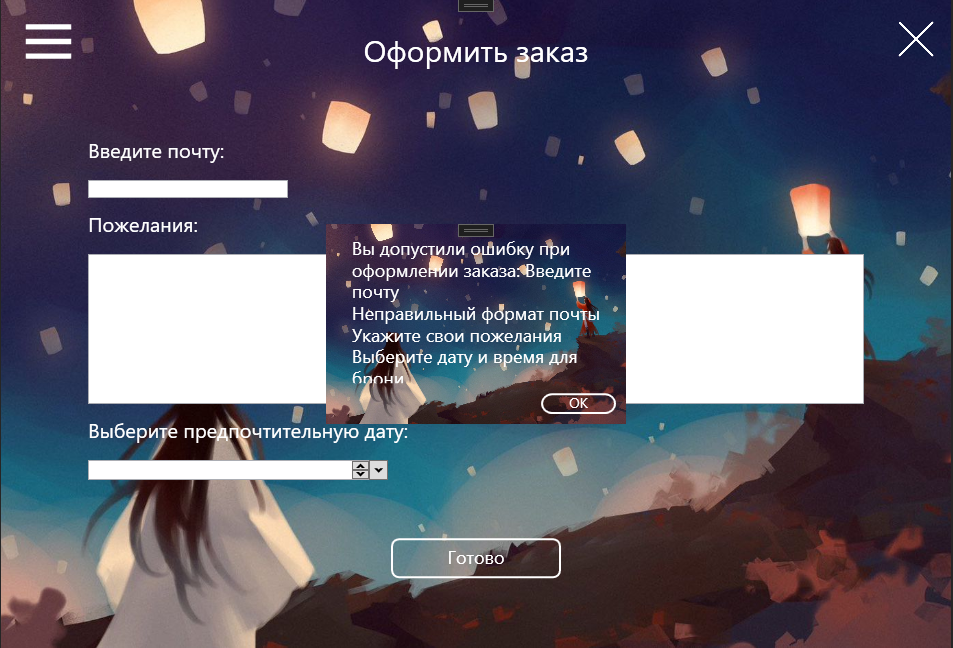 Оформить заказ
Введите почту:
Пожелания:
Вы допустили ошибку при
оформлении заказа: Введите
почту
Неправильный формат почты
Укажите свои пожелания
Выберите дату и время для
брони
OK
Выберите предпочтительную дату:
Готово